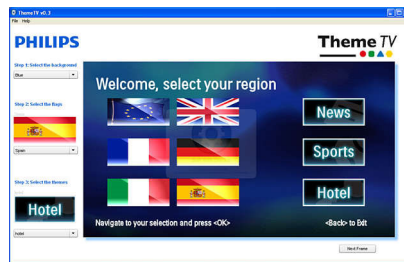 ThemeTV v0.3
File Help
PHILIPS
Theme TV
Step 1: Select the background
Blue
Step 2: Select the flags
Spain
Step 3: Select the themes
Hotel
hotel
Welcome, select your region
News
Sports
Hotel
Navigate to your selection and press <OK>
<Back> to Exit
Next Frame